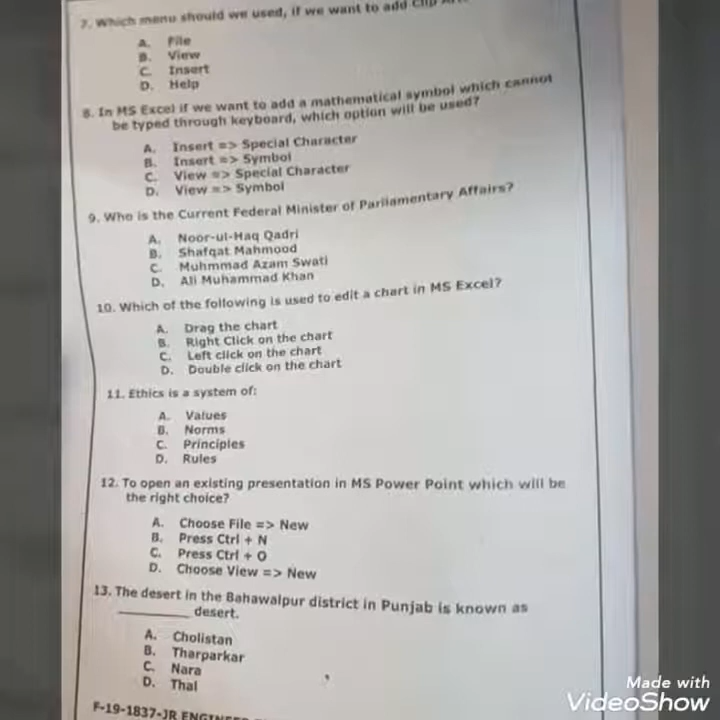 7. Which menu should we used, if we want to add Clip
A. File
B. View
C. Insert
D. Help
8. In MS Excel if we want to add a mathematical symbol which cannot
be typed through keyboard, which option will be used?
A. Insert => Special Character
B. Insert => Symbol
C. View => Special Character
D. View => Symbol
9. Who is the Current Federal Minister of Parliamentary Affairs?
A. Noor-ul-Haq Qadri
B. Shafqat Mahmood
C. Muhmmad Azam Swati
D. Ali Muhammad Khan
10. Which of the following is used to edit a chart in MS Excel?
A. Drag the chart
B. Right Click on the chart
C. Left click on the chart
D. Double click on the chart
11. Ethics is a system of:
A. Values
B. Norms
C. Principles
D. Rules
12. To open an existing presentation in MS Power Point which will be
the right choice?
A. Choose File => New
B. Press Ctrl + N
C. Press Ctrl + O
D. Choose View => New
13. The desert in the Bahawalpur district in Punjab is known as
________ desert.
A. Cholistan
B. Tharparkar
C. Nara
D. Thal
F-19-1837-JR ENGINEER
Made with
VideoShow